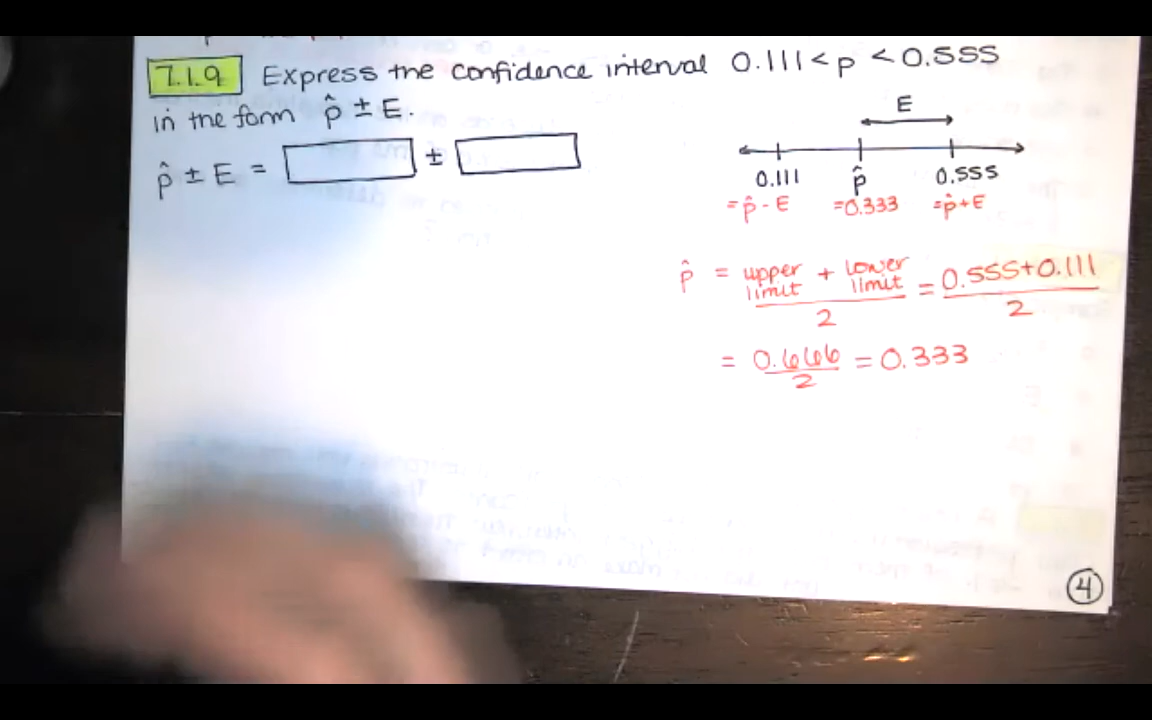 7.1.9 Express the confidence interval 0.111 < p < 0.555
in the form p̂ ± E.
p̂ ± E = ±
E
0.111 p̂ 0.555
= p̂ - E =0.333 = p̂ + E
p̂ = upper limit + lower limit / 2 = 0.555+0.111 / 2
= 0.666 / 2 = 0.333
4